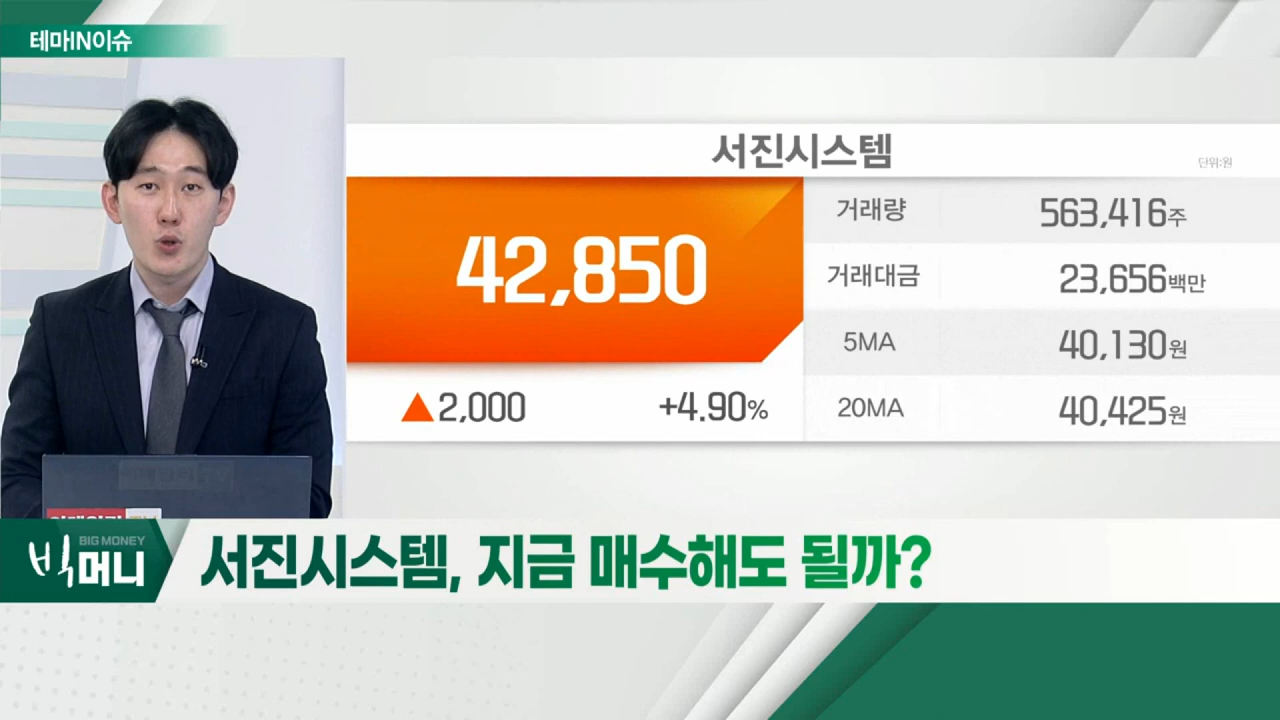 테마IN이슈
서진시스템
단위:원
42,850
▲2,000 +4.90%
거래량 563,416주
거래대금 23,656백만
5MA 40,130원
20MA 40,425원
BIG MONEY
빅머니
서진시스템, 지금 매수해도 될까?